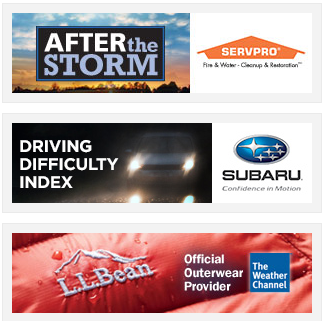 AFTER the
STORM
SERVPRO®
Fire & Water - Cleanup & Restoration™
DRIVING
DIFFICULTY
INDEX
SUBARU
Confidence in Motion
L.L.Bean
Official
Outerwear
Provider
The
Weather
Channel